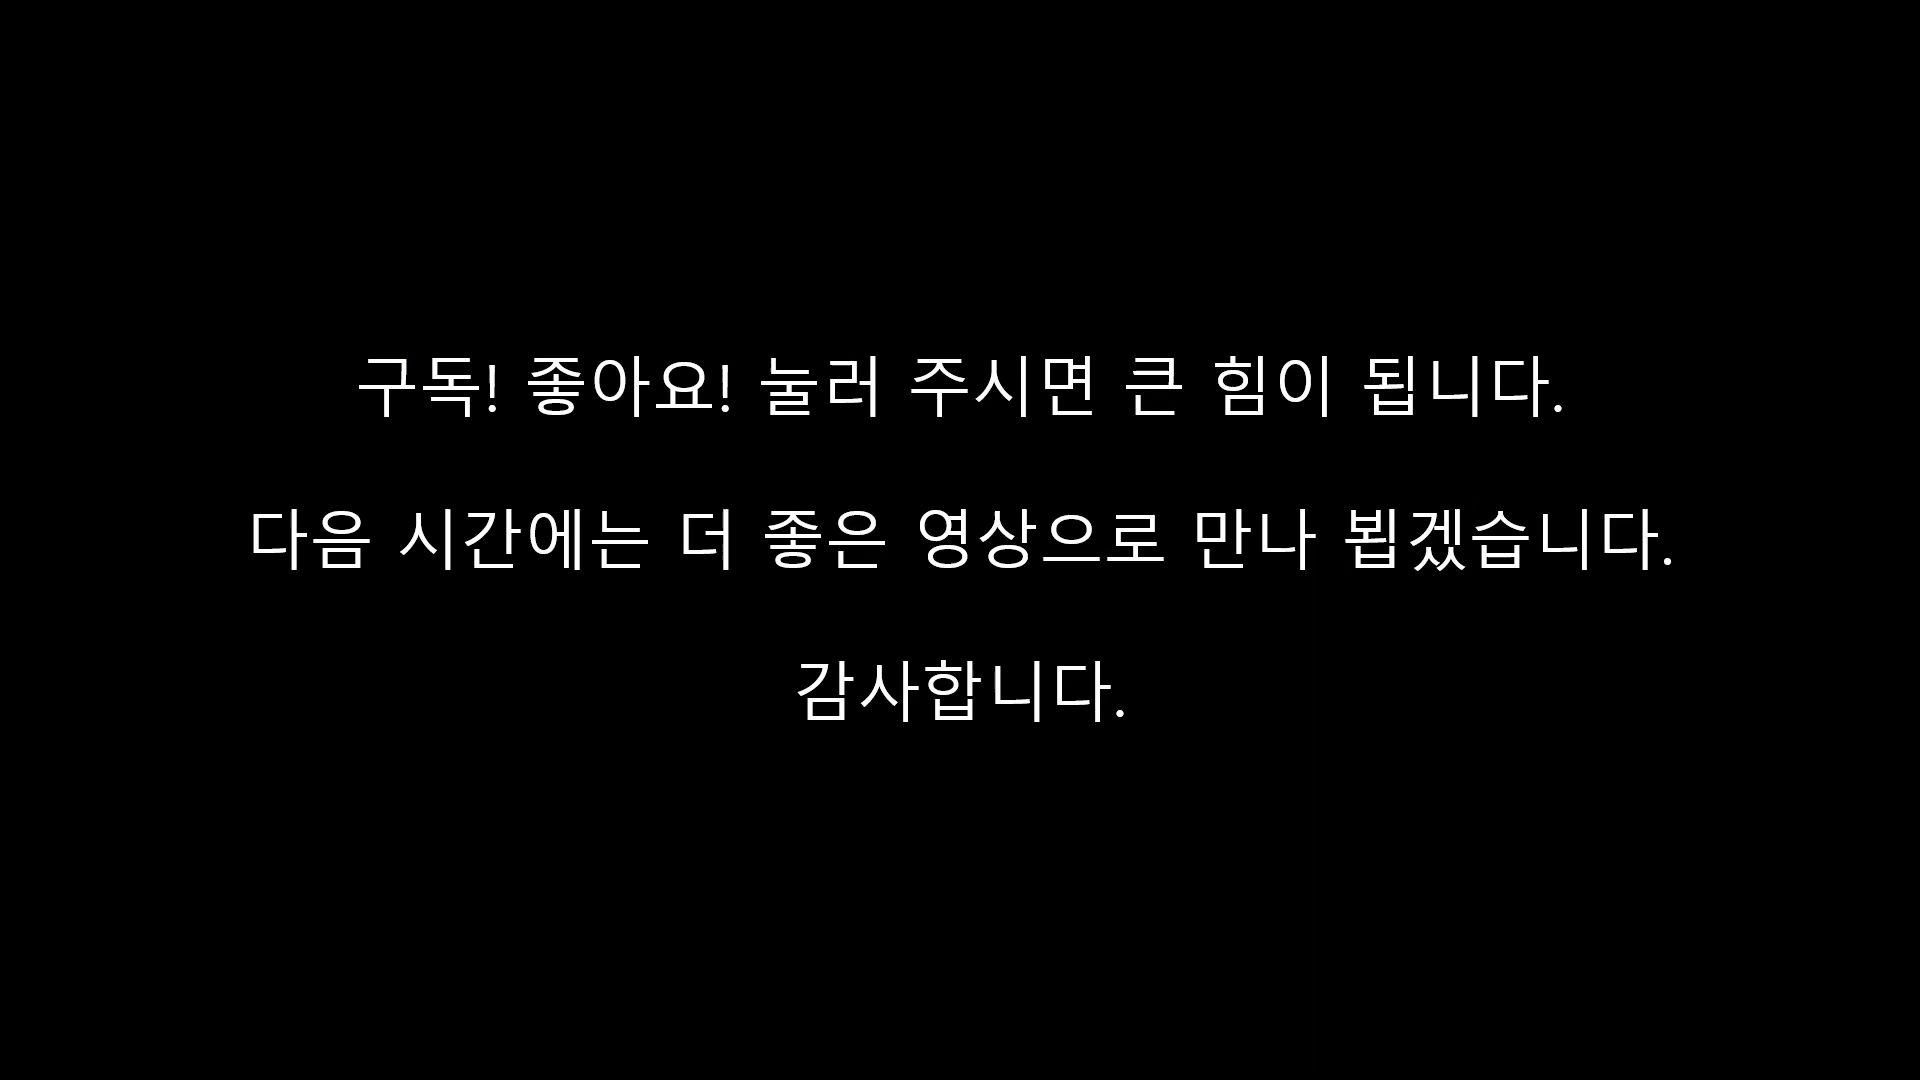 구독! 좋아요! 눌러 주시면 큰 힘이 됩니다.
다음 시간에는 더 좋은 영상으로 만나 뵙겠습니다.
감사합니다.